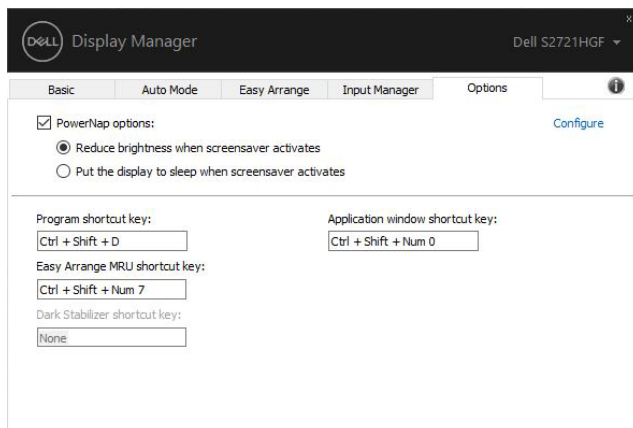 DELL Display Manager
Dell S2721HGF
Basic
Auto Mode
Easy Arrange
Input Manager
Options
PowerNap options:
Configure
Reduce brightness when screensaver activates
Put the display to sleep when screensaver activates
Program shortcut key:
Application window shortcut key:
Ctrl + Shift + D
Ctrl + Shift + Num 0
Easy Arrange MRU shortcut key:
Ctrl + Shift + Num 7
Dark Stabilizer shortcut key:
None